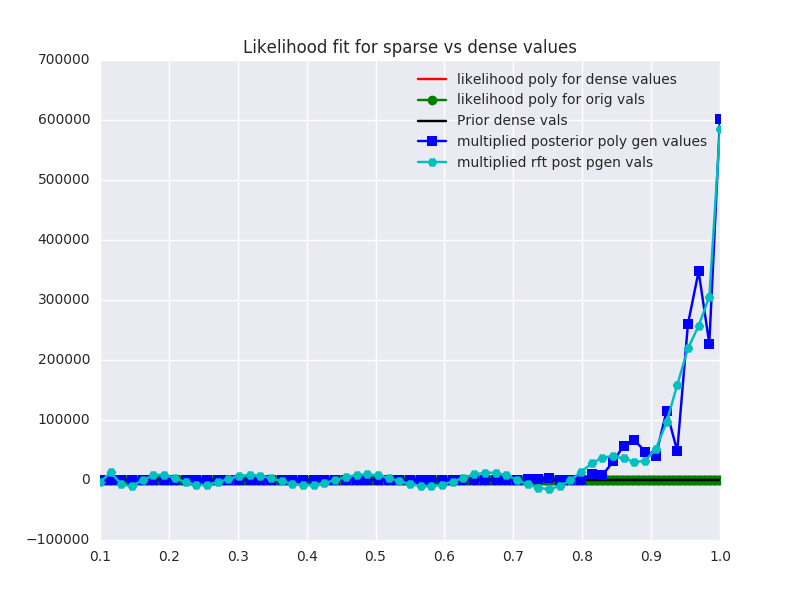 Likelihood fit for sparse vs dense values
700000
600000
500000
400000
300000
200000
100000
0
−100000
0.1 0.2 0.3 0.4 0.5 0.6 0.7 0.8 0.9 1.0
likelihood poly for dense values
likelihood poly for orig vals
Prior dense vals
multiplied posterior poly gen values
multiplied rft post pgen vals